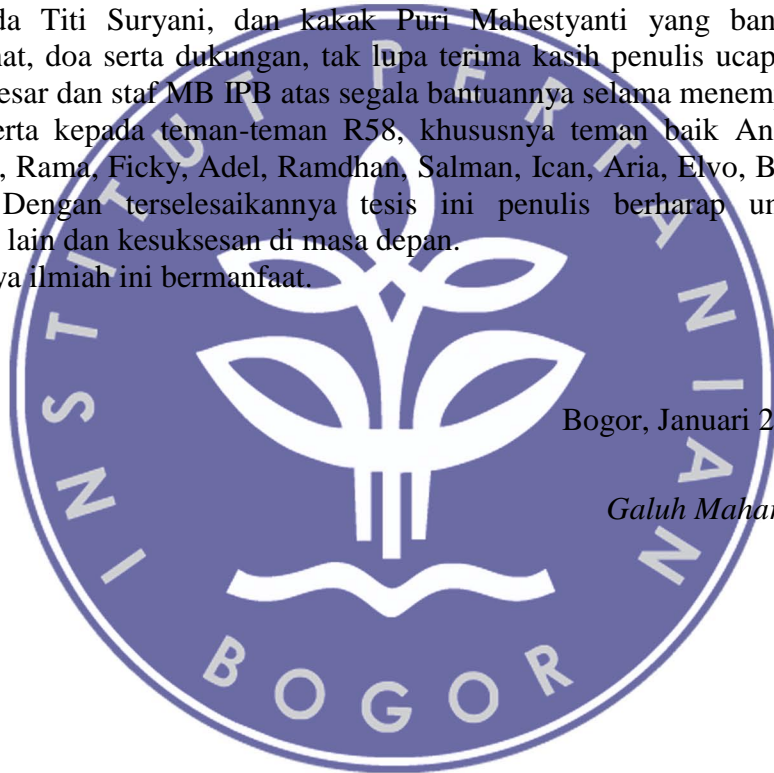 da Titi Suryani, dan kakak Puri Mahestyanti yang ban
at, doa serta dukungan, tak lupa terima kasih penulis ucap
esar dan staf MB IPB atas segala bantuannya selama menem
erta kepada teman-teman R58, khususnya teman baik An
, Rama, Ficky, Adel, Ramdhan, Salman, Ican, Aria, Elvo, B
Dengan terselesaikannya tesis ini penulis berharap un
lain dan kesuksesan di masa depan.
ya ilmiah ini bermanfaat.
Bogor, Januari 2
Galuh Mahar
INSTITUT PERTANIAN
BOGOR